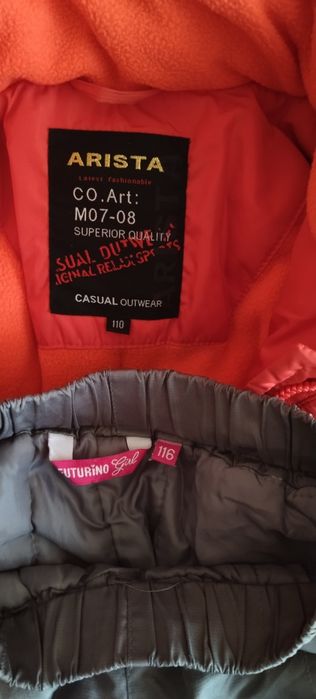 ARISTA
Latest fashionable
CO.Art:
M07-08
SUPERIOR QUALITY
CASUAL OUTWEAR
110
FUTURiNO Girl
116